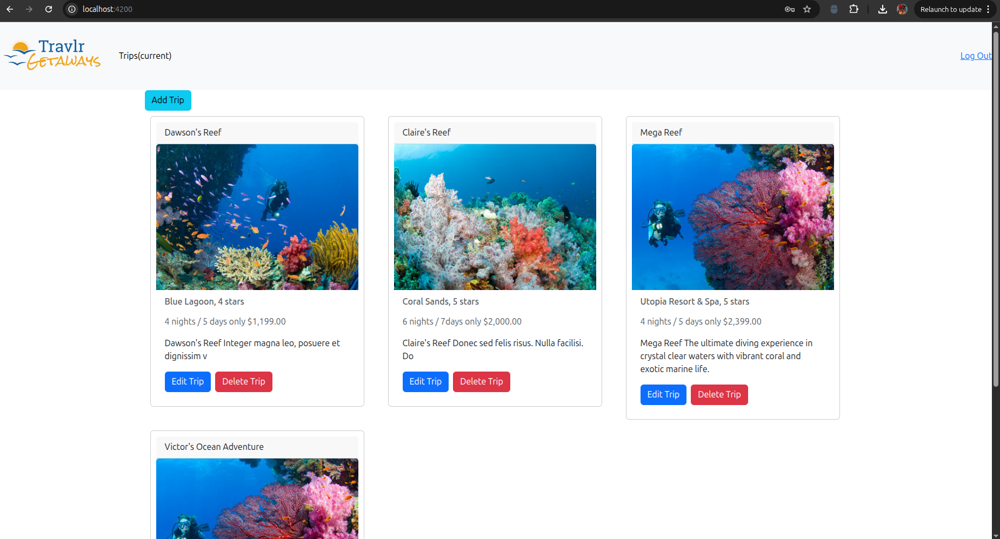 localhost:4200
Relaunch to update
Travlr
GETAWAYS
Trips(current)
Log Out
Add Trip
Dawson's Reef
Claire's Reef
Mega Reef
Blue Lagoon, 4 stars
4 nights / 5 days only $1,199.00
Dawson's Reef Integer magna leo, posuere et
dignissim v
Edit Trip
Delete Trip
Coral Sands, 5 stars
6 nights / 7days only $2,000.00
Claire's Reef Donec sed felis risus. Nulla facilisi.
Do
Edit Trip
Delete Trip
Utopia Resort & Spa, 5 stars
4 nights / 5 days only $2,399.00
Mega Reef The ultimate diving experience in
crystal clear waters with vibrant coral and
exotic marine life.
Edit Trip
Delete Trip
Victor's Ocean Adventure